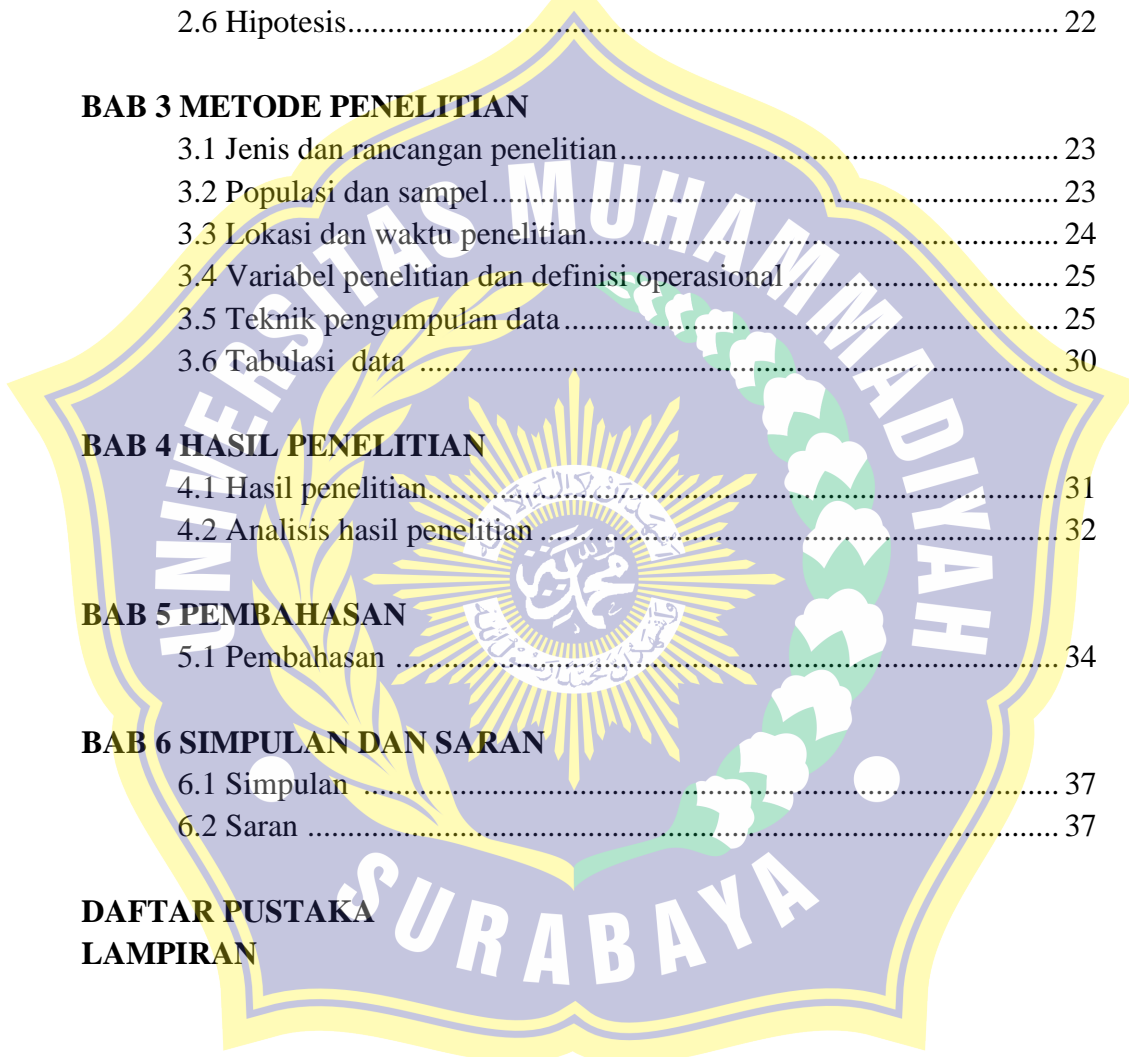 2.6 Hipotesis........................................................................................ 22
BAB 3 METODE PENELITIAN
3.1 Jenis dan rancangan penelitian ...................................................... 23
3.2 Populasi dan sampel ...................................................................... 23
3.3 Lokasi dan waktu penelitian.......................................................... 24
3.4 Variabel penelitian dan definisi operasional ................................. 25
3.5 Teknik pengumpulan data ............................................................. 25
3.6 Tabulasi data ................................................................................ 30
BAB 4 HASIL PENELITIAN
4.1 Hasil penelitian.............................................................................. 31
4.2 Analisis hasil penelitian ................................................................ 32
BAB 5 PEMBAHASAN
5.1 Pembahasan .................................................................................. 34
BAB 6 SIMPULAN DAN SARAN
6.1 Simpulan ...................................................................................... 37
6.2 Saran ............................................................................................. 37
DAFTAR PUSTAKA
LAMPIRAN
UNIVERSITAS MUHAMMADIYAH
SURABAYA